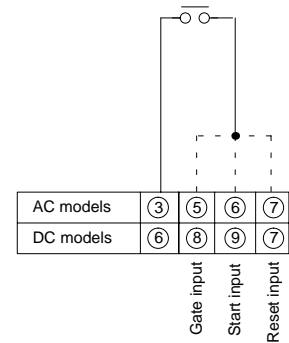 AC models ③ ⑤ ⑥ ⑦
DC models ⑥ ⑧ ⑨ ⑦
Gate input
Start input
Reset input